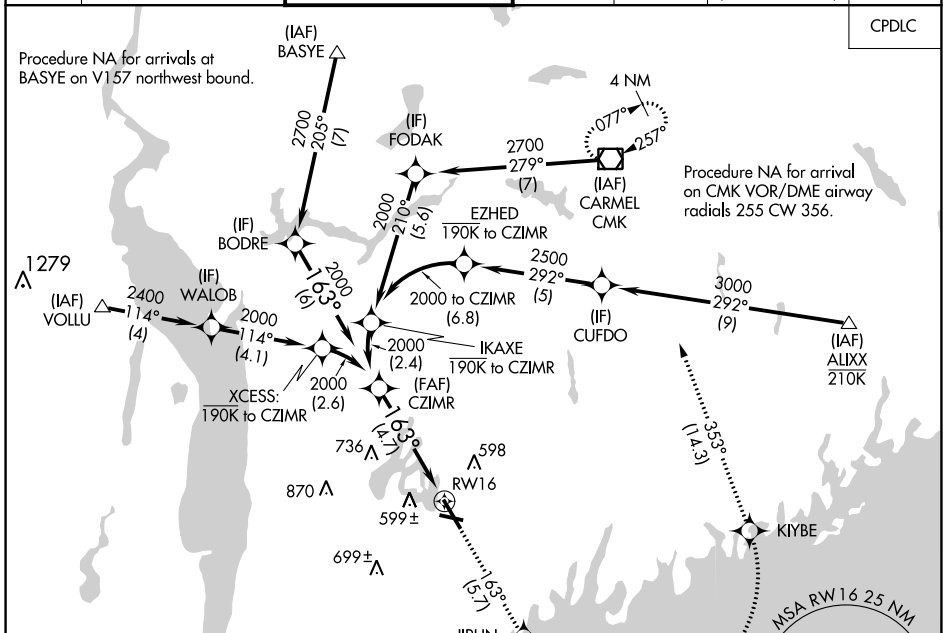 CPDLC
Procedure NA for arrivals at
BASYE on V157 northwest bound.
(IAF)
BASYE
2700
205°
(7)
(IF)
FODAK
4 NM
077°
257°
2700
279°
(7)
(IAF)
CARMEL
CMK
Procedure NA for arrival
on CMK VOR/DME airway
radials 255 CW 356.
2000
210°
(5.6)
EZHED
190K to CZIMR
(IF)
BODRE
2000
163°
(6)
2500
292°
(5)
3000
292°
(9)
2000 to CZIMR
(6.8)
(IF)
CUFDO
(IAF)
ALIXX
210K
1279
(IAF)
VOLLU
2400
114°
(4)
(IF)
WALOB
2000
114°
(4.1)
2000
(2.4)
IKAXE
190K to CZIMR
XCESS:
190K to CZIMR
2000
(2.6)
(FAF)
CZIMR
163°
(4.7)
736
598
870
RW16
599±
699±
353°
(14.3)
KIYBE
163°
(5.7)
MSA RW16 25 NM